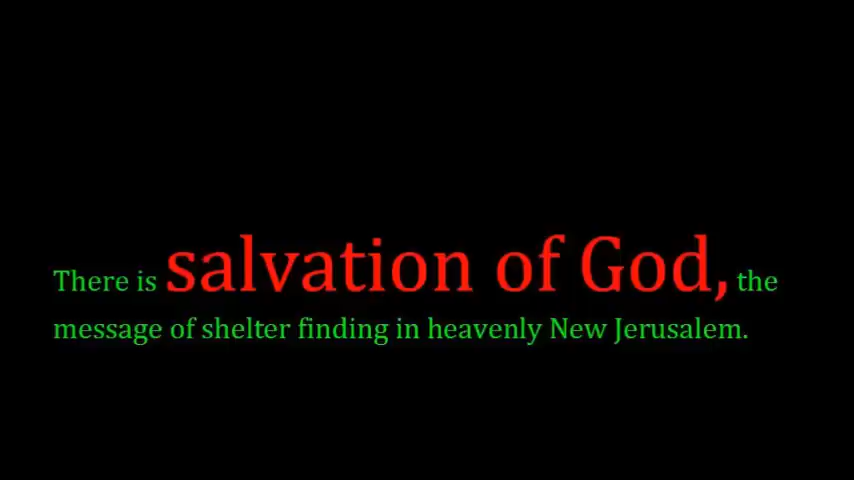 There is salvation of God, the
message of shelter finding in heavenly New Jerusalem.